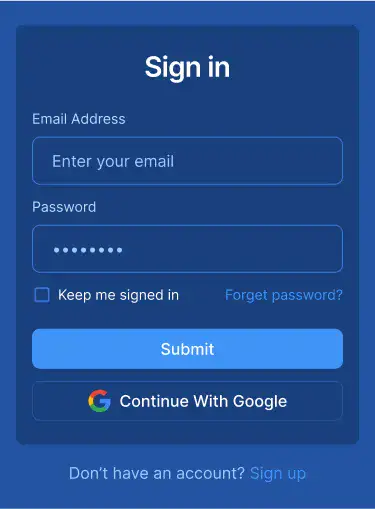 Sign in
Email Address
Enter your email
Password
••••••••
Keep me signed in Forget password?
Submit
Continue With Google
Don't have an account? Sign up